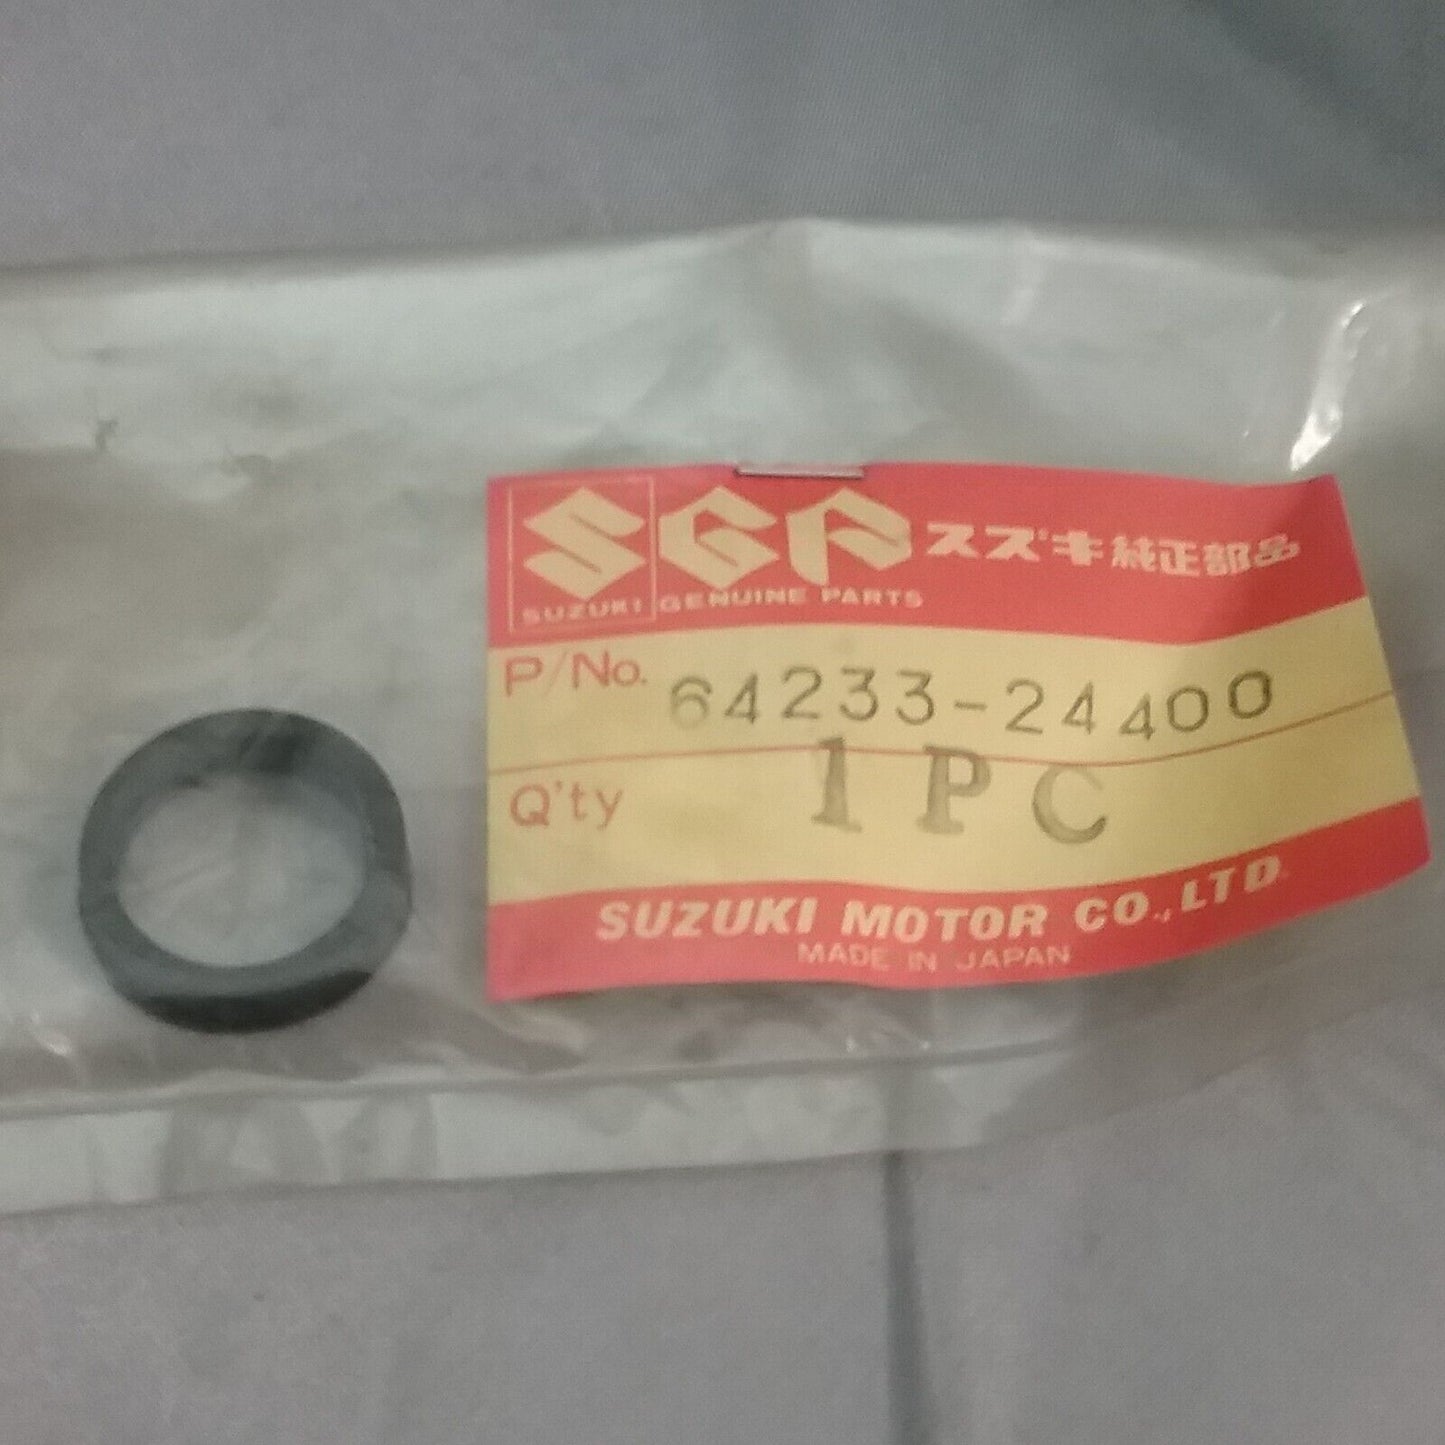 SGP スズキ純正部品
SUZUKI GENUINE PARTS
P/No. 64233-24400
Q'ty 1PC
SUZUKI MOTOR CO.,LTD.
MADE IN JAPAN